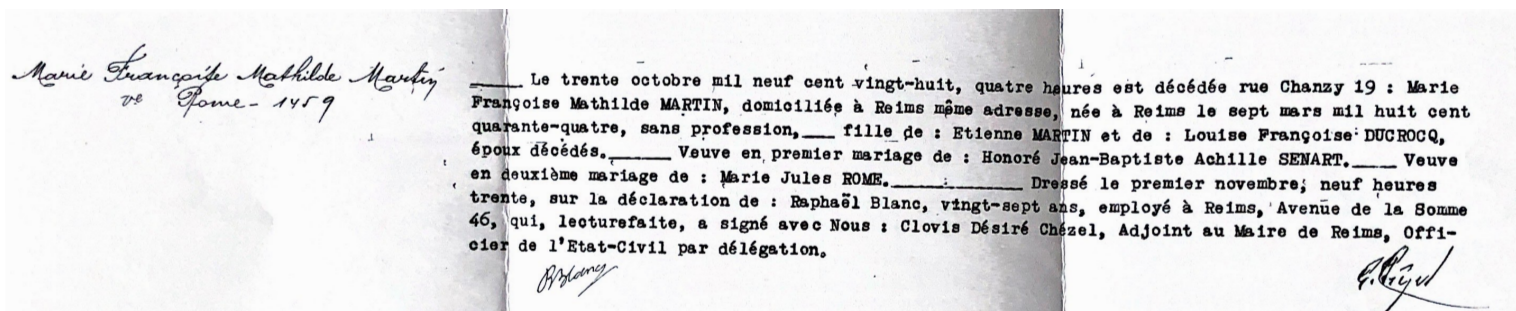 Marie Françoise Mathilde Martin
ve Rome - 1459
____ Le trente octobre mil neuf cent vingt-huit, quatre heures est décédée rue Chanzy 19 : Marie
Françoise Mathilde MARTIN, domiciliée à Reims même adresse, née à Reims le sept mars mil huit cent
quarante-quatre, sans profession,___ fille de : Etienne MARTIN et de : Louise Françoise DUCROCQ,
époux décédés.______ Veuve en premier mariage de : Honoré Jean-Baptiste Achille SENART.____ Veuve
en deuxième mariage de : Marie Jules ROME.____________ Dressé le premier novembre, neuf heures
trente, sur la déclaration de : Raphaël Blanc, vingt-sept ans, employé à Reims, Avenue de la Somme
46, qui, lecturefaite, a signé avec Nous : Clovis Désiré Chézel, Adjoint au Maire de Reims, Offi-
cier de l'Etat-Civil par délégation.
RBlanc